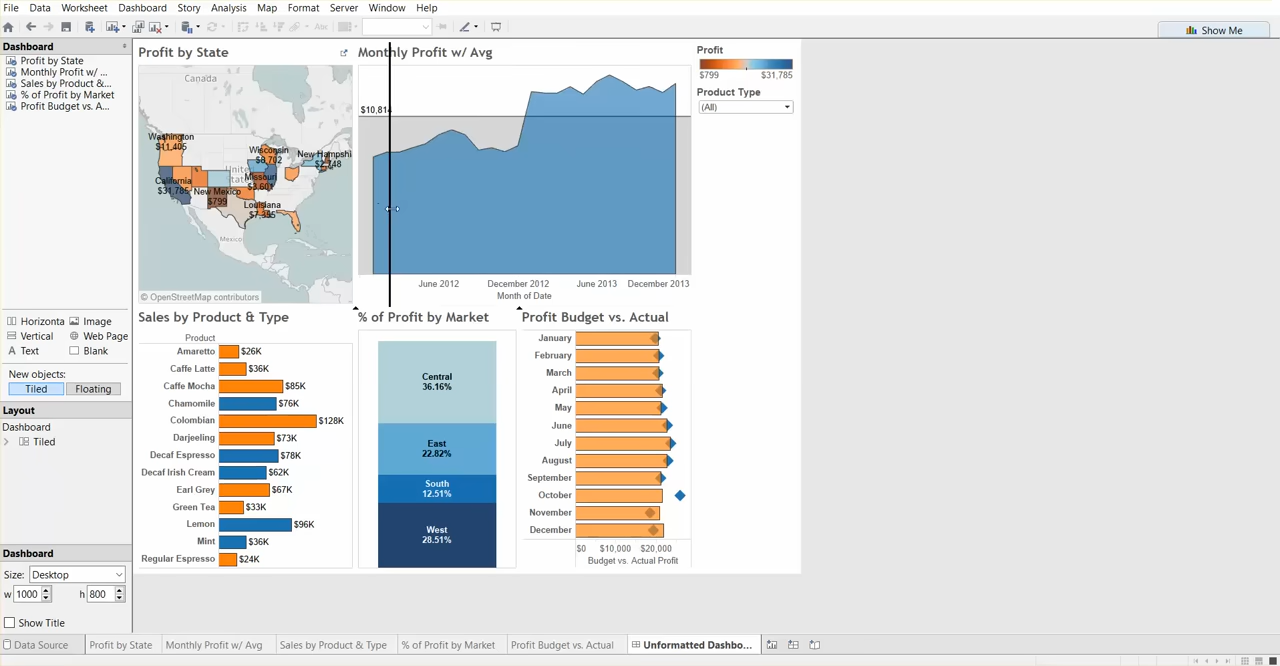 File Data Worksheet Dashboard Story Analysis Map Format Server Window Help
Abc
Show Me
Dashboard
Profit by State
Monthly Profit w/ ...
Sales by Product &...
% of Profit by Market
Profit Budget vs. A...
Horizonta Image
Vertical Web Page
Text Blank
New objects:
Tiled Floating
Layout
Dashboard
Tiled
Dashboard
Size: Desktop
w 1000 h 800
Show Title
Profit by State
Canada
Washington
$11,405
Wisconsin
$8,702
New Hampshi
$2,748
United
States
Missouri
$3,601
California
$31,785
New Mexico
$799
Louisiana
$7,355
Mexico
© OpenStreetMap contributors
Monthly Profit w/ Avg
$10,814
June 2012 December 2012 June 2013 December 2013
Month of Date
Profit
$799 $31,785
Product Type
(All)
Sales by Product & Type
Product
Amaretto $26K
Caffe Latte $36K
Caffe Mocha $85K
Chamomile $76K
Colombian $128K
Darjeeling $73K
Decaf Espresso $78K
Decaf Irish Cream $62K
Earl Grey $67K
Green Tea $33K
Lemon $96K
Mint $36K
Regular Espresso $24K
% of Profit by Market
Central
36.16%
East
22.82%
South
12.51%
West
28.51%
Profit Budget vs. Actual
January
February
March
April
May
June
July
August
September
October
November
December
$0 $10,000 $20,000
Budget vs. Actual Profit
Data Source Profit by State Monthly Profit w/ Avg Sales by Product & Type % of Profit by Market Profit Budget vs. Actual Unformatted Dashbo...